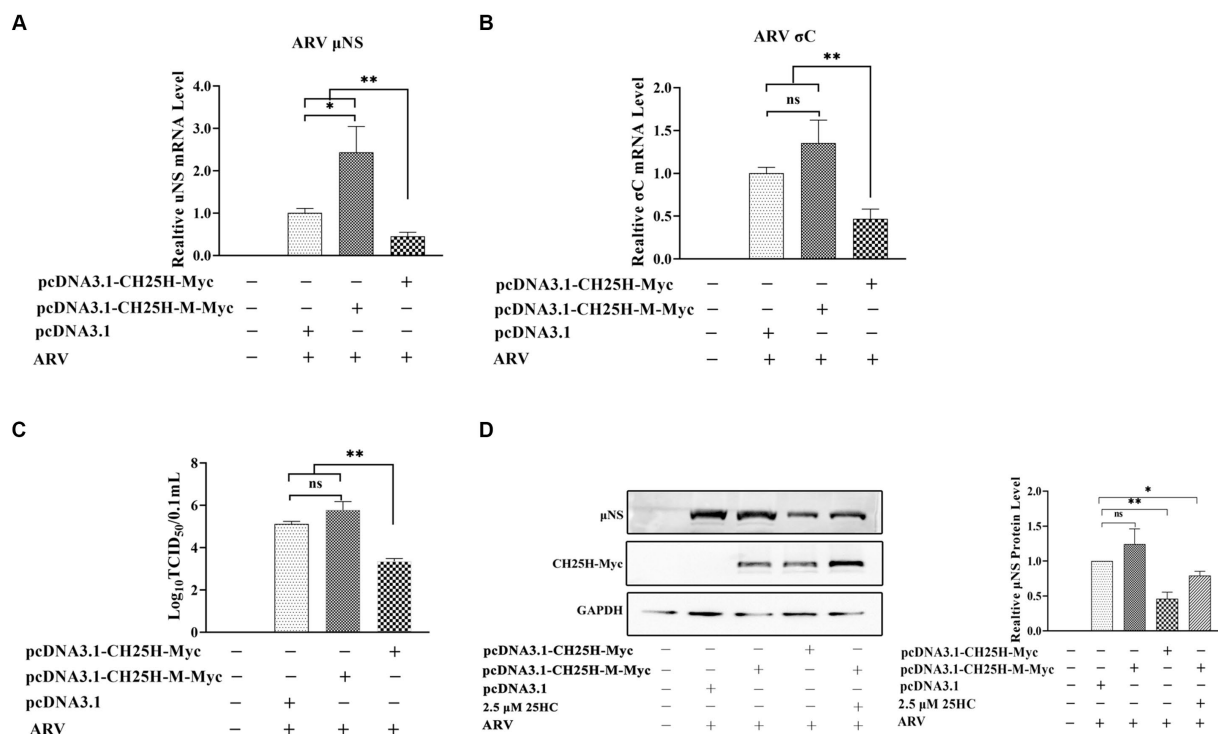 A
ARV µNS
Realtive uNS mRNA Level
4.0
3.0
2.0
1.0
0.0
**
*
pcDNA3.1-CH25H-Myc − − − +
pcDNA3.1-CH25H-M-Myc − − + −
pcDNA3.1 − + − −
ARV − + + +
B
ARV σC
Realtive σC mRNA Level
2.0
1.5
1.0
0.5
0.0
**
ns
pcDNA3.1-CH25H-Myc − − − +
pcDNA3.1-CH25H-M-Myc − − + −
pcDNA3.1 − + − −
ARV − + + +
C
Log10TCID50/0.1mL
8
6
4
2
0
**
ns
pcDNA3.1-CH25H-Myc − − − +
pcDNA3.1-CH25H-M-Myc − − + −
pcDNA3.1 − + − −
ARV − + + +
D
µNS
CH25H-Myc
GAPDH
pcDNA3.1-CH25H-Myc − − − + −
pcDNA3.1-CH25H-M-Myc − − + − +
pcDNA3.1 − + − − −
2.5 µM 25HC − − − − +
ARV − + + + +
Realtive µNS Protein Level
2.0
1.5
1.0
0.5
0.0
*
**
ns
pcDNA3.1-CH25H-Myc − − − + −
pcDNA3.1-CH25H-M-Myc − − + − +
pcDNA3.1 − + − − −
2.5 µM 25HC − − − − +
ARV − + + + +